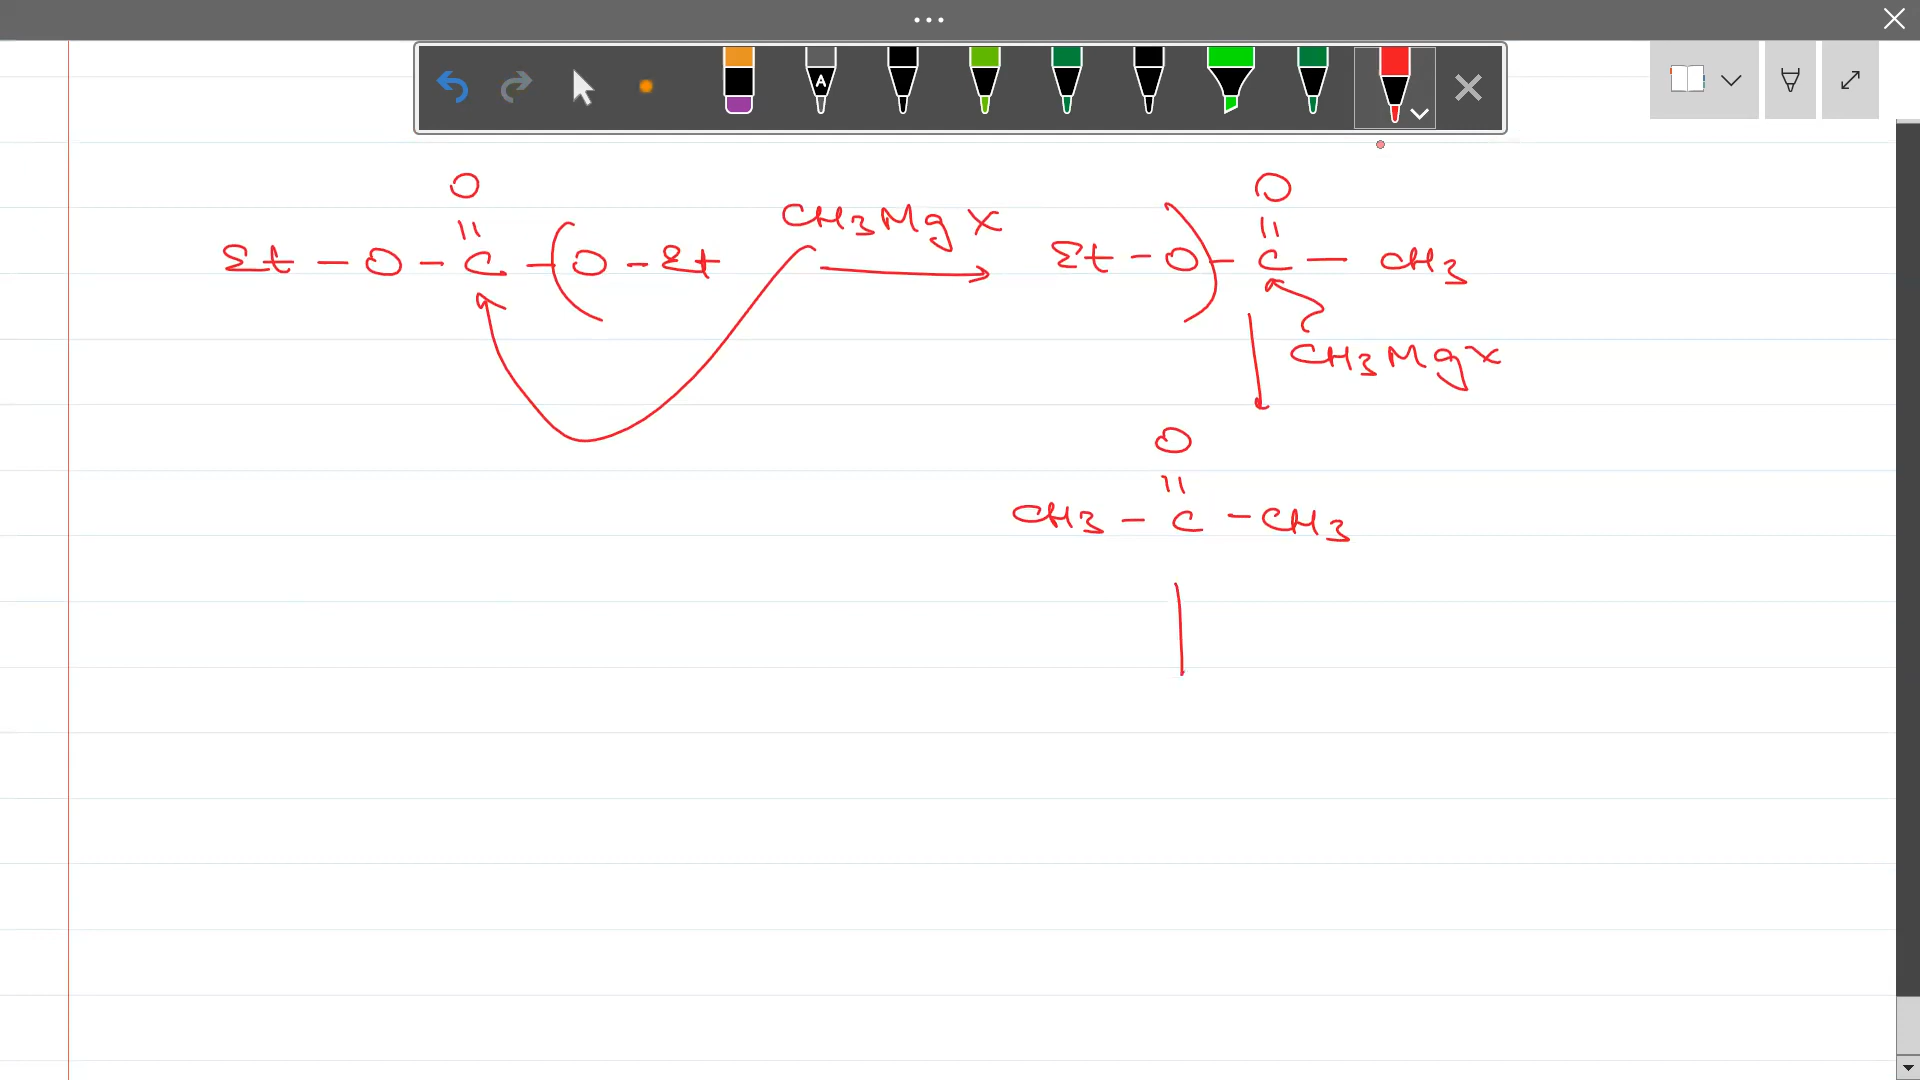 O
||
Et - O - C - O - Et
CH3MgX
O
||
Et - O - C - CH3
CH3Mgx
O
||
CH3 - C - CH3